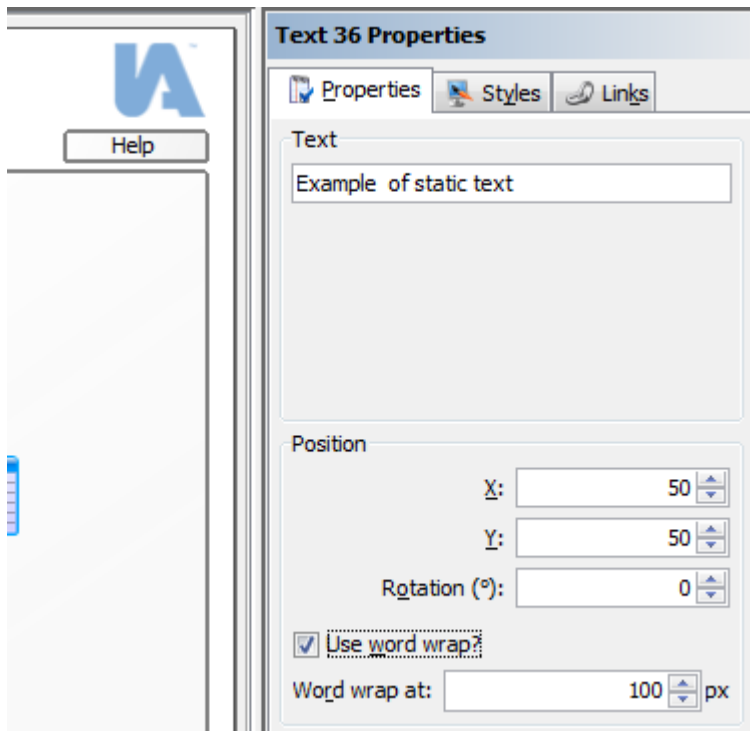 Text 36 Properties
Properties Styles Links
Help
Text
Example  of static text
Position
X: 50
Y: 50
Rotation (º): 0
Use word wrap?
Word wrap at: 100 px